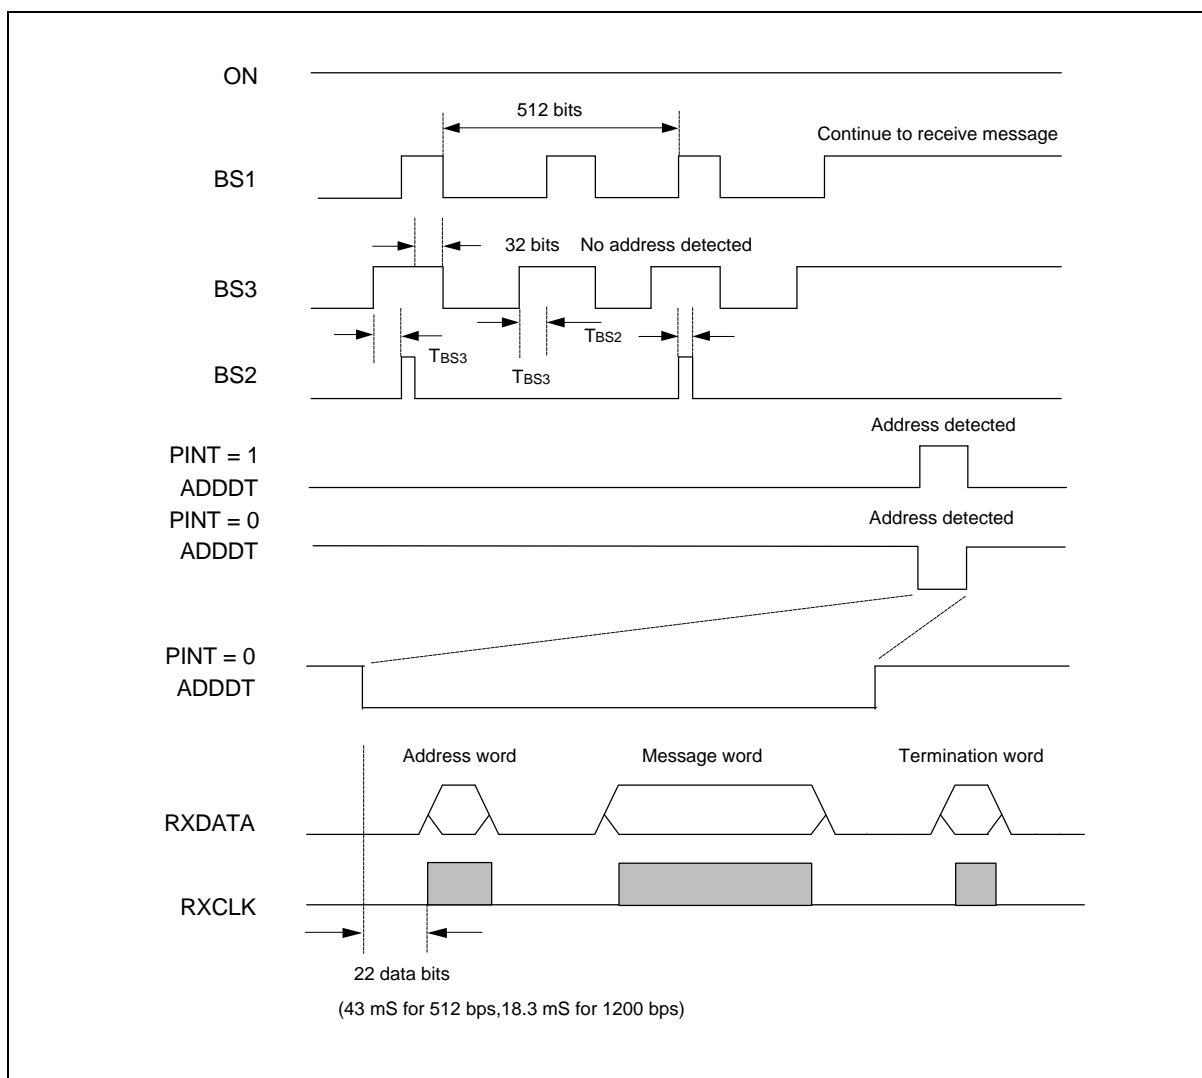 ON
512 bits
Continue to receive message
BS1
32 bits No address detected
BS3
TBS2
TBS3
TBS3
BS2
Address detected
PINT = 1
ADDDT
PINT = 0
Address detected
ADDDT
PINT = 0
ADDDT
Address word Message word Termination word
RXDATA
RXCLK
22 data bits
(43 mS for 512 bps,18.3 mS for 1200 bps)